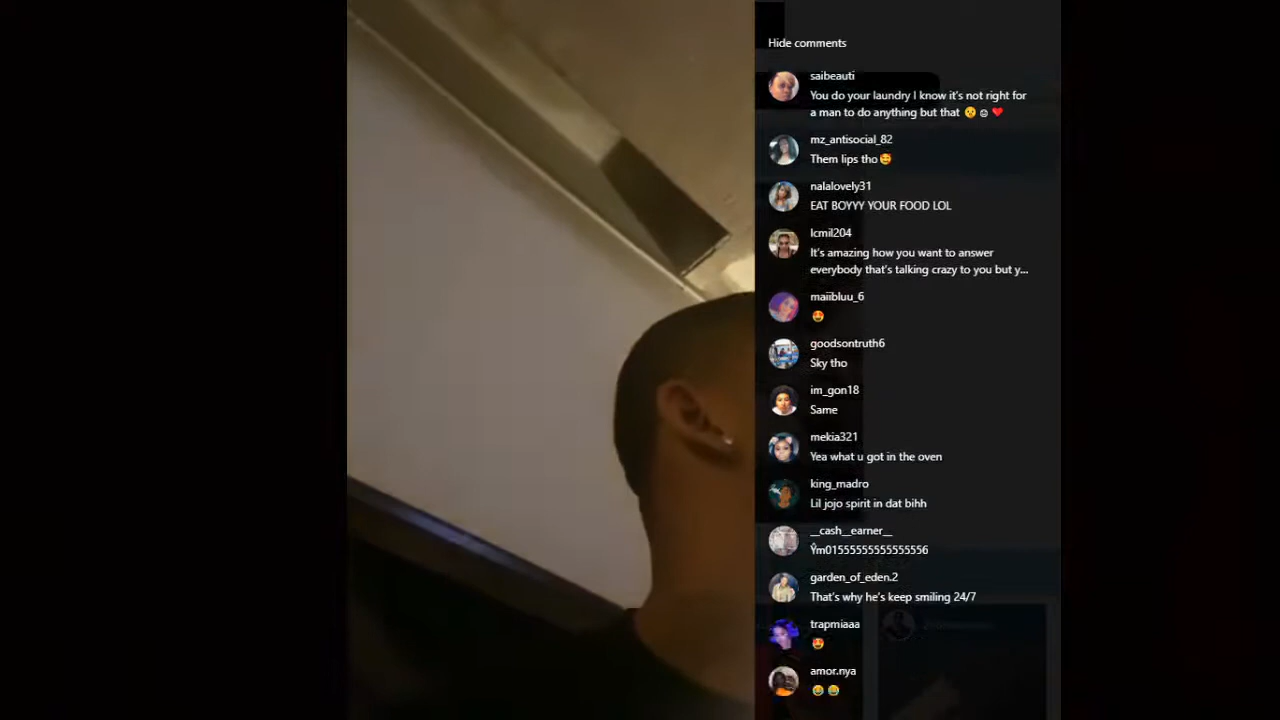 Hide comments
saibeauti
You do your laundry I know it's not right for
a man to do anything but that 😢 ☺ ❤️
mz_antisocial_82
Them lips tho🤩
nalalovely31
EAT BOYYY YOUR FOOD LOL
lcmil204
It's amazing how you want to answer
everybody that's talking crazy to you but y...
maiibluu_6
😍
goodsontruth6
Sky tho
im_gon18
Same
mekia321
Yea what u got in the oven
king_madro
Lil jojo spirit in dat bihh
__cash__earner__
garden_of_eden.2
That's why he's keep smiling 24/7
trapmiaaa
😍
amor.nya
😂 😂